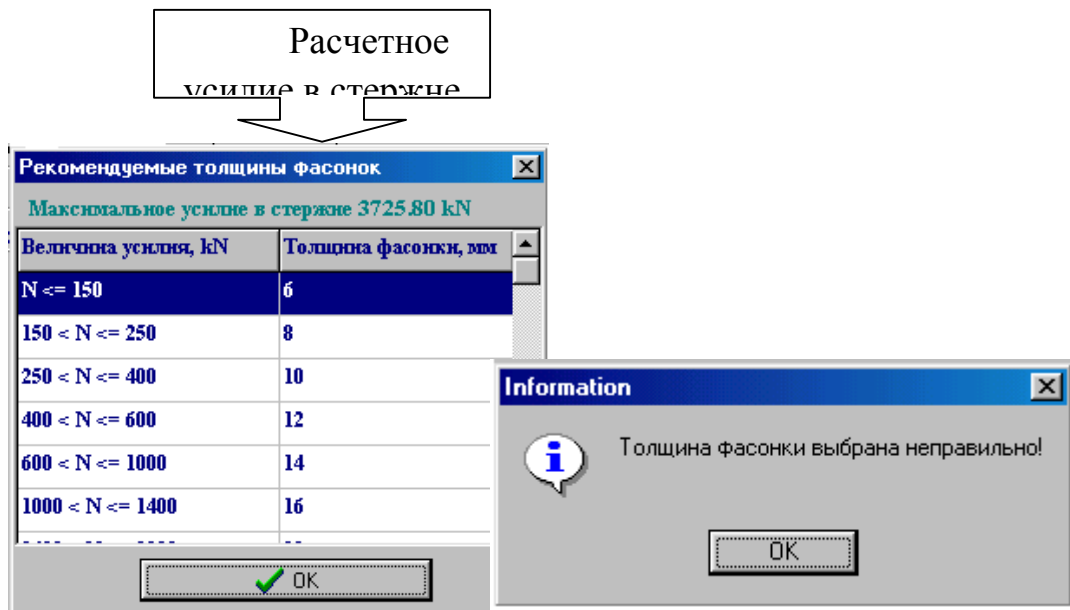 Расчетное
усилие в стержне
Рекомендуемые толщины фасонок
Максимальное усилие в стержне 3725.80 kN
Величина усилия, kN Толщина фасонки, мм
N <= 150 6
150 < N <= 250 8
250 < N <= 400 10
400 < N <= 600 12
600 < N <= 1000 14
1000 < N <= 1400 16
OK
Information
Толщина фасонки выбрана неправильно!
OK